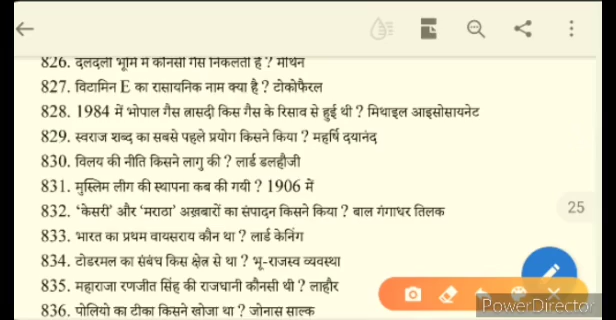 826. दलदली भूमि में कौनसी गैस निकलती है ? मीथेन
827. विटामिन E का रासायनिक नाम क्या है ? टोकोफैरल
828. 1984 में भोपाल गैस त्रासदी किस गैस के रिसाव से हुई थी ? मिथाइल आइसोसायनेट
829. स्वराज शब्द का सबसे पहले प्रयोग किसने किया ? महर्षि दयानंद
830. विलय की नीति किसने लागु की ? लार्ड डलहौजी
831. मुस्लिम लीग की स्थापना कब की गयी ? 1906 में
832. 'केसरी' और 'मराठा' अख़बारों का संपादन किसने किया ? बाल गंगाधर तिलक
25
833. भारत का प्रथम वायसराय कौन था ? लार्ड केनिंग
834. टोडरमल का संबंध किस क्षेत्र से था ? भू-राजस्व व्यवस्था
835. महाराजा रणजीत सिंह की राजधानी कौनसी थी ? लाहौर
836. पोलियो का टीका किसने खोजा था ? जोनास साल्क
PowerDirector